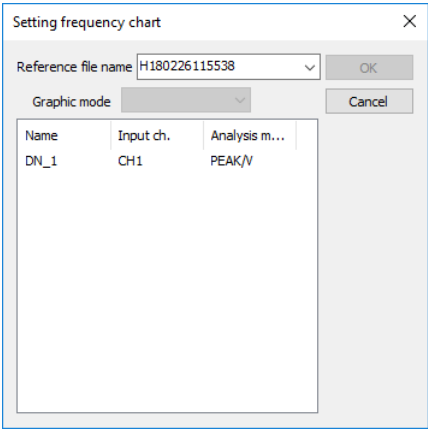 Setting frequency chart
Reference file name H180226115538 OK
Graphic mode Cancel
Name Input ch. Analysis m...
DN_1 CH1 PEAK/V